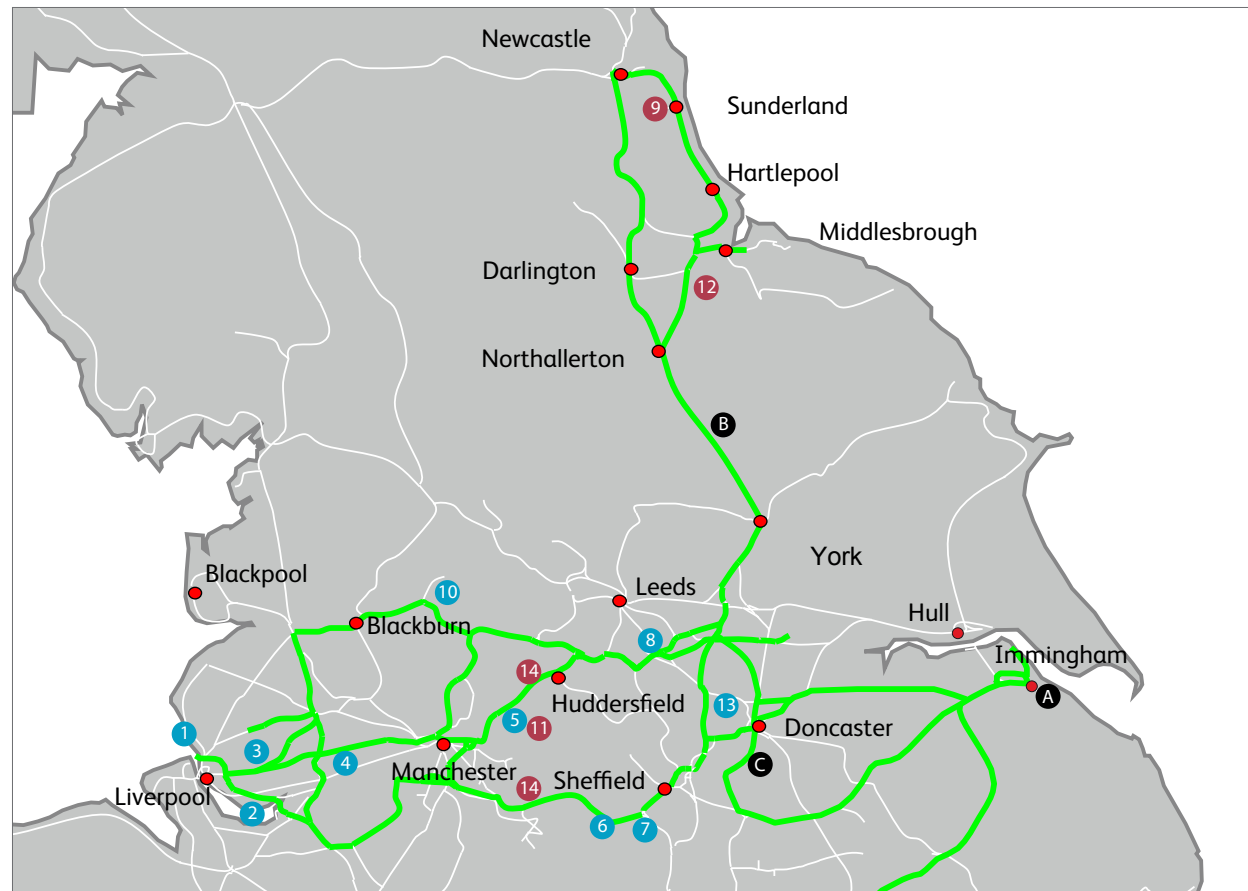 Newcastle
9
Sunderland
Hartlepool
Middlesbrough
Darlington
12
Northallerton
B
York
Blackpool
10
Leeds
Blackburn
8
Hull
Immingham
14
A
Huddersfield
13
5
11
Doncaster
1
3
4
Manchester
C
Liverpool
14
Sheffield
2
6
7